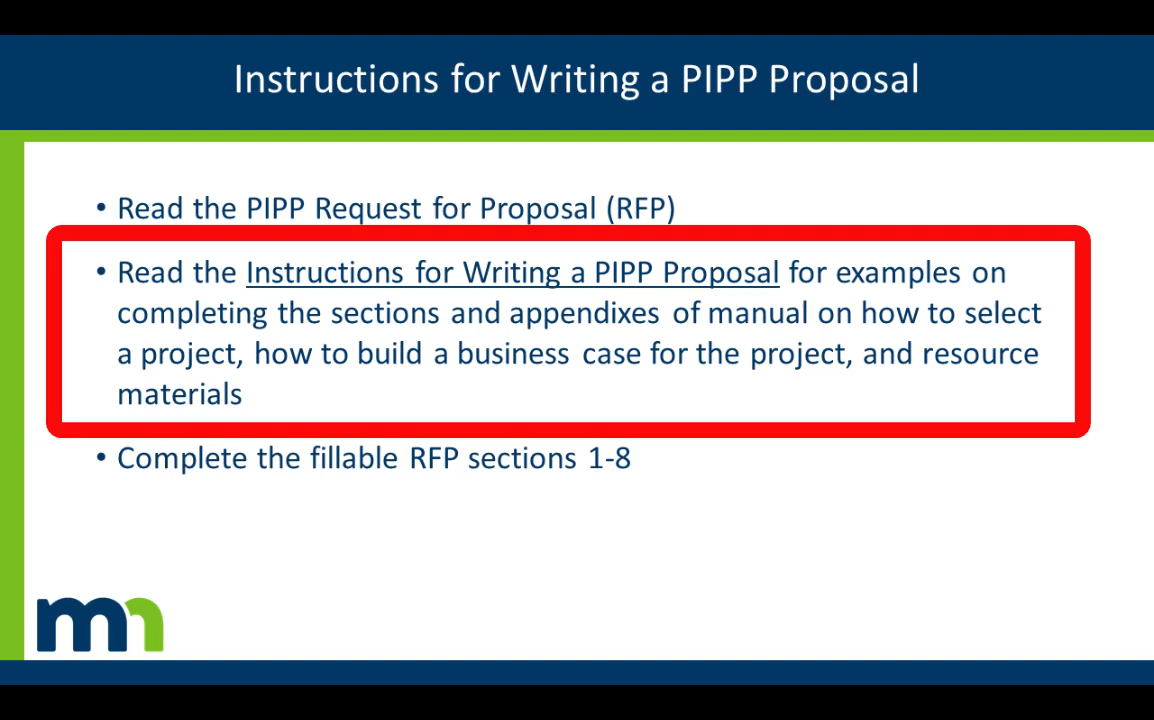 Instructions for Writing a PIPP Proposal
• Read the PIPP Request for Proposal (RFP)
• Read the Instructions for Writing a PIPP Proposal for examples on
completing the sections and appendixes of manual on how to select
a project, how to build a business case for the project, and resource
materials
• Complete the fillable RFP sections 1-8
mn